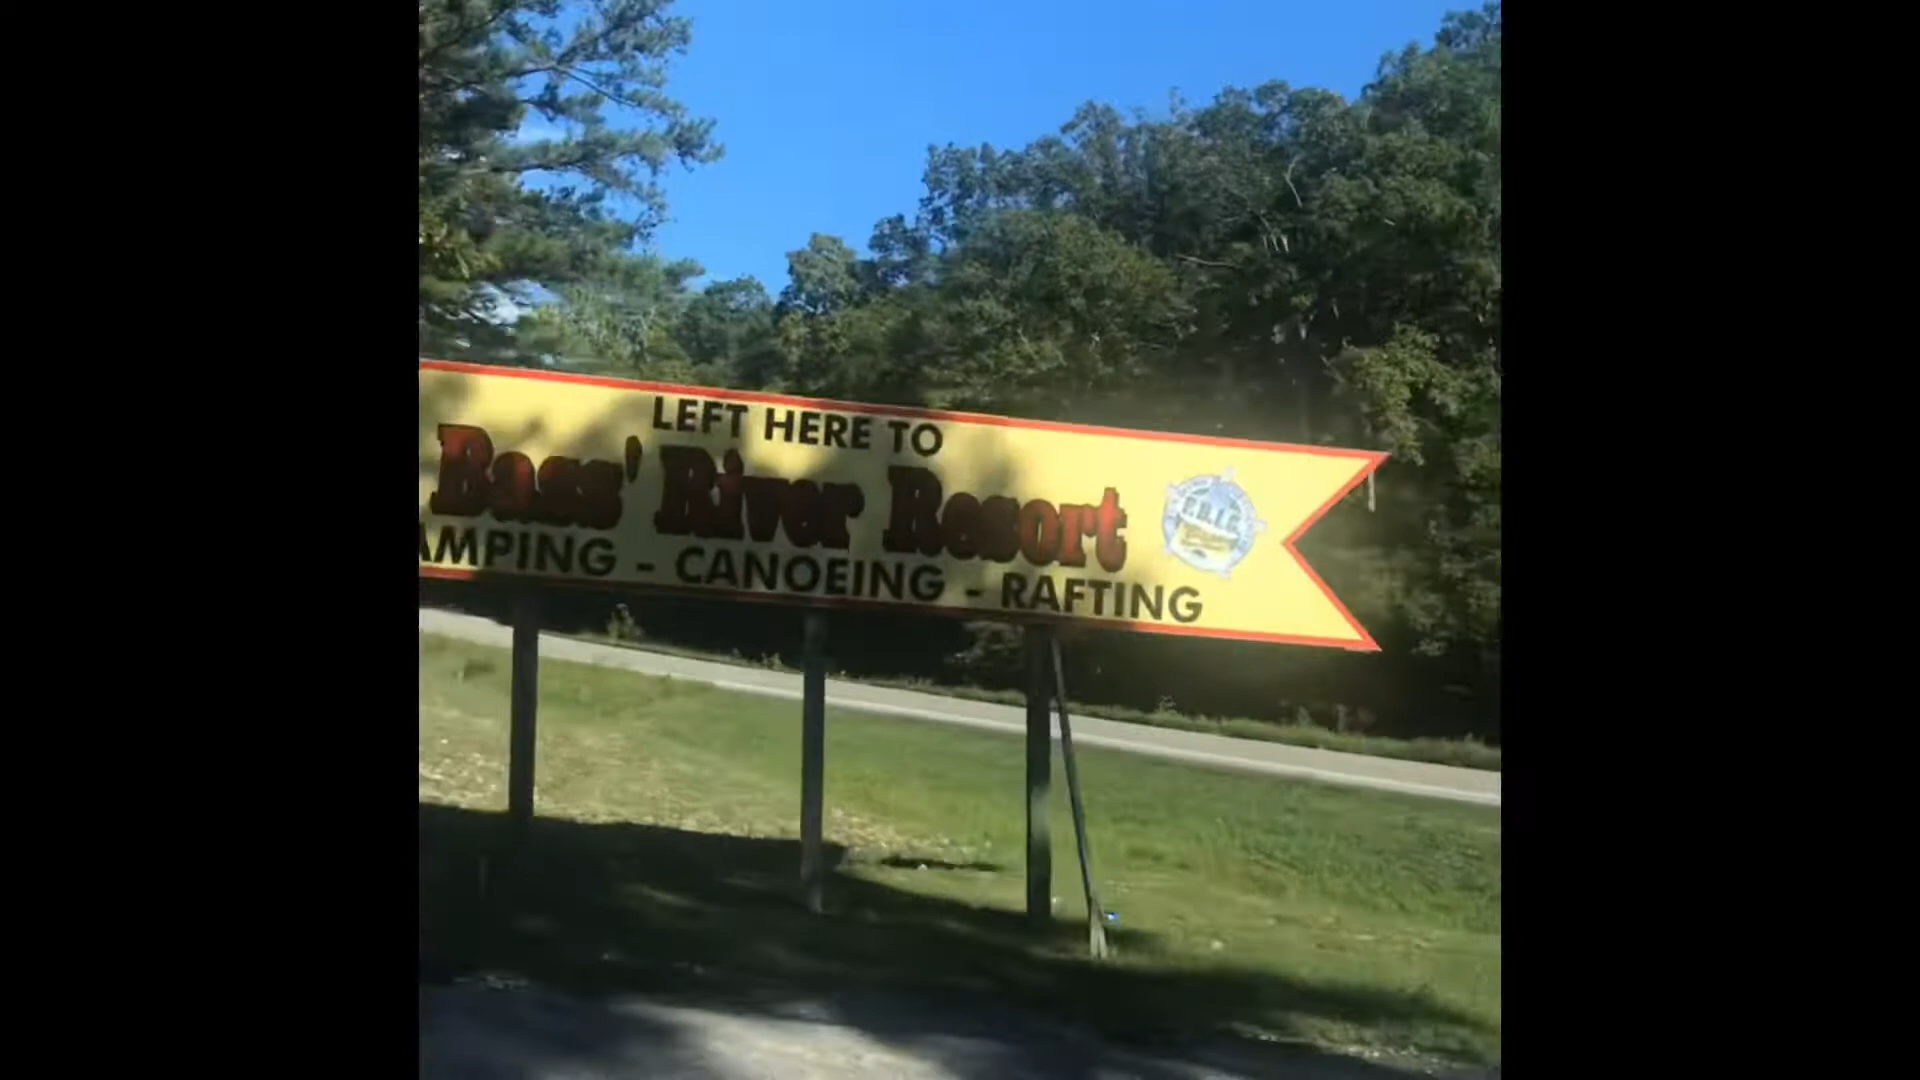 LEFT HERE TO
Bass' River Resort
AMPING - CANOEING - RAFTING